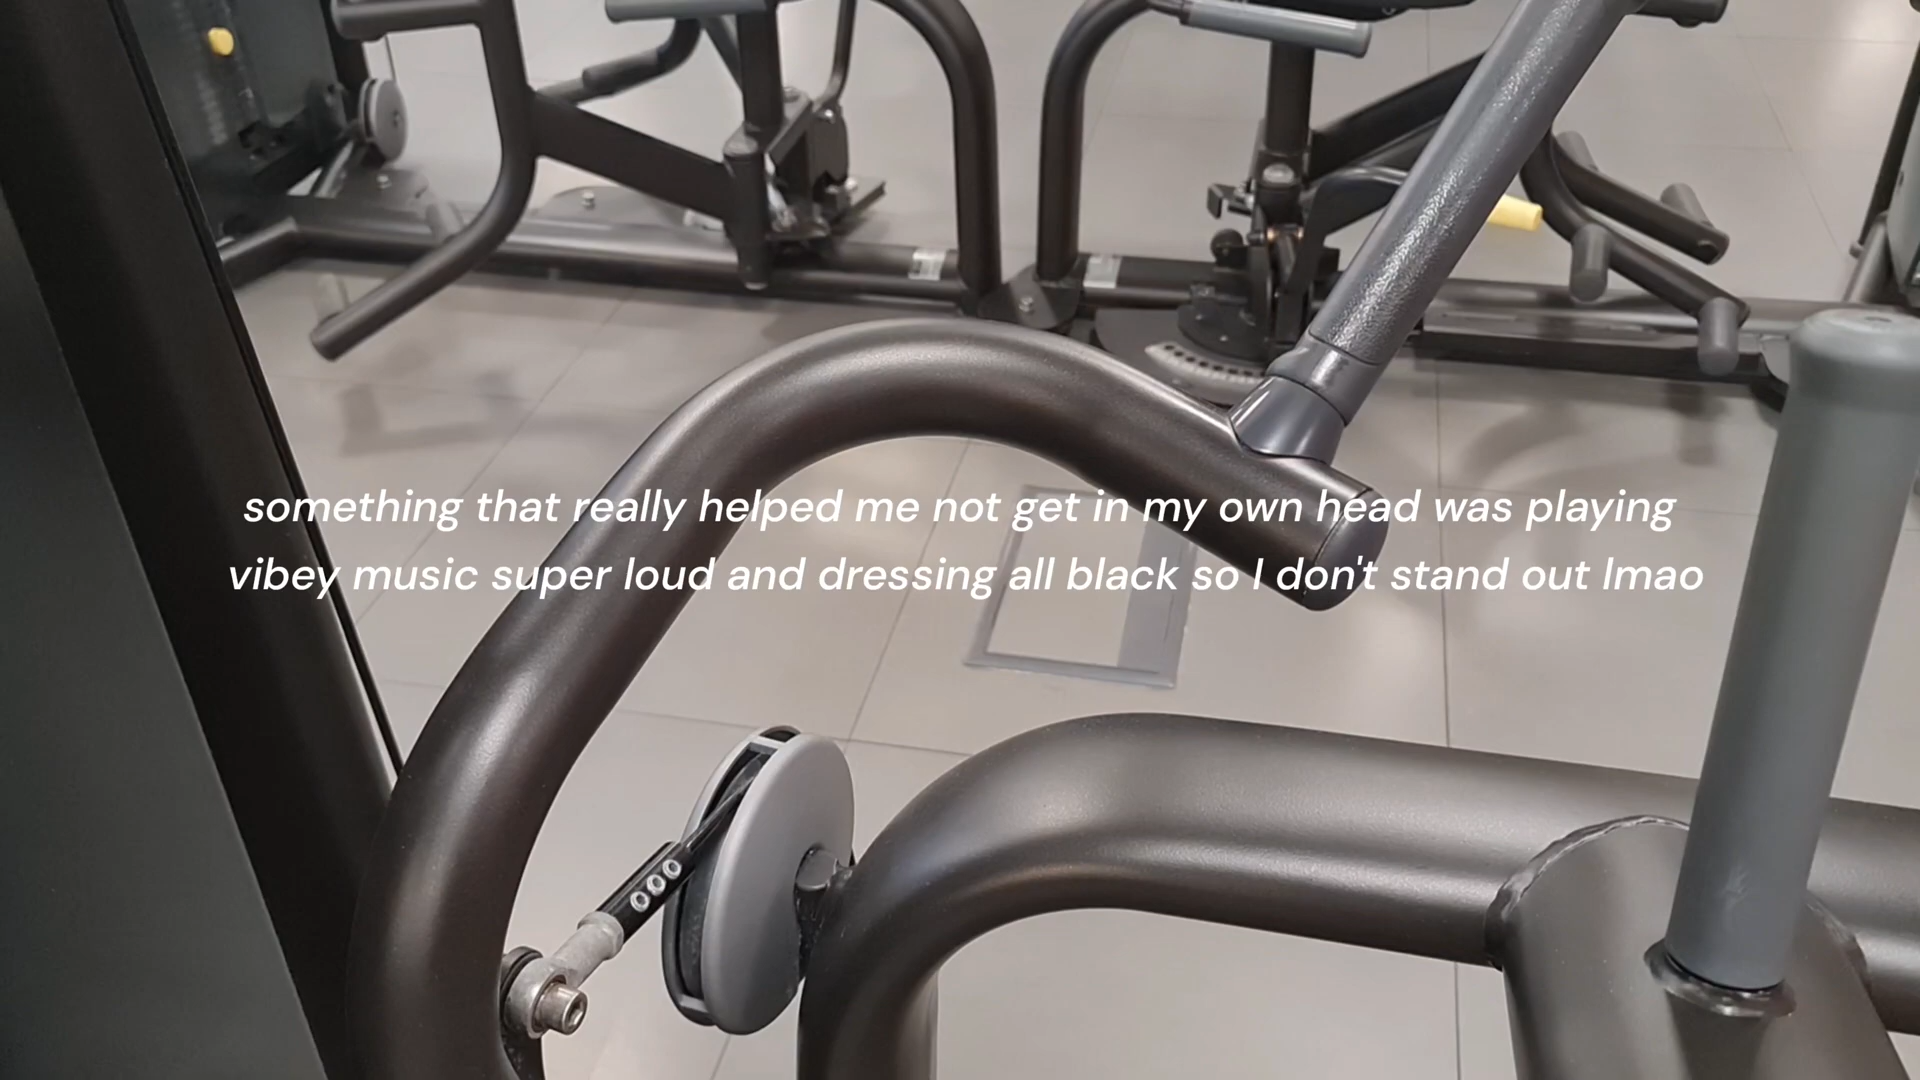 something that really helped me not get in my own head was playing
vibey music super loud and dressing all black so I don't stand out lmao